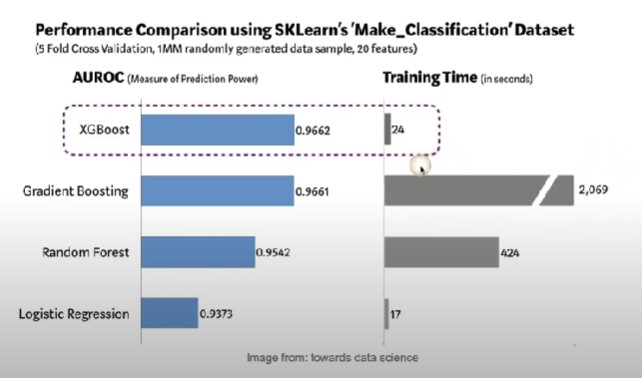 Performance Comparison using SKLearn's 'Make_Classification' Dataset
(5 Fold Cross Validation, 1MM randomly generated data sample, 20 features)
AUROC (Measure of Prediction Power) Training Time (in seconds)
XGBoost 0.9662 24
Gradient Boosting 0.9661 2,069
Random Forest 0.9542 424
Logistic Regression 0.9373 17
Image from: towards data science